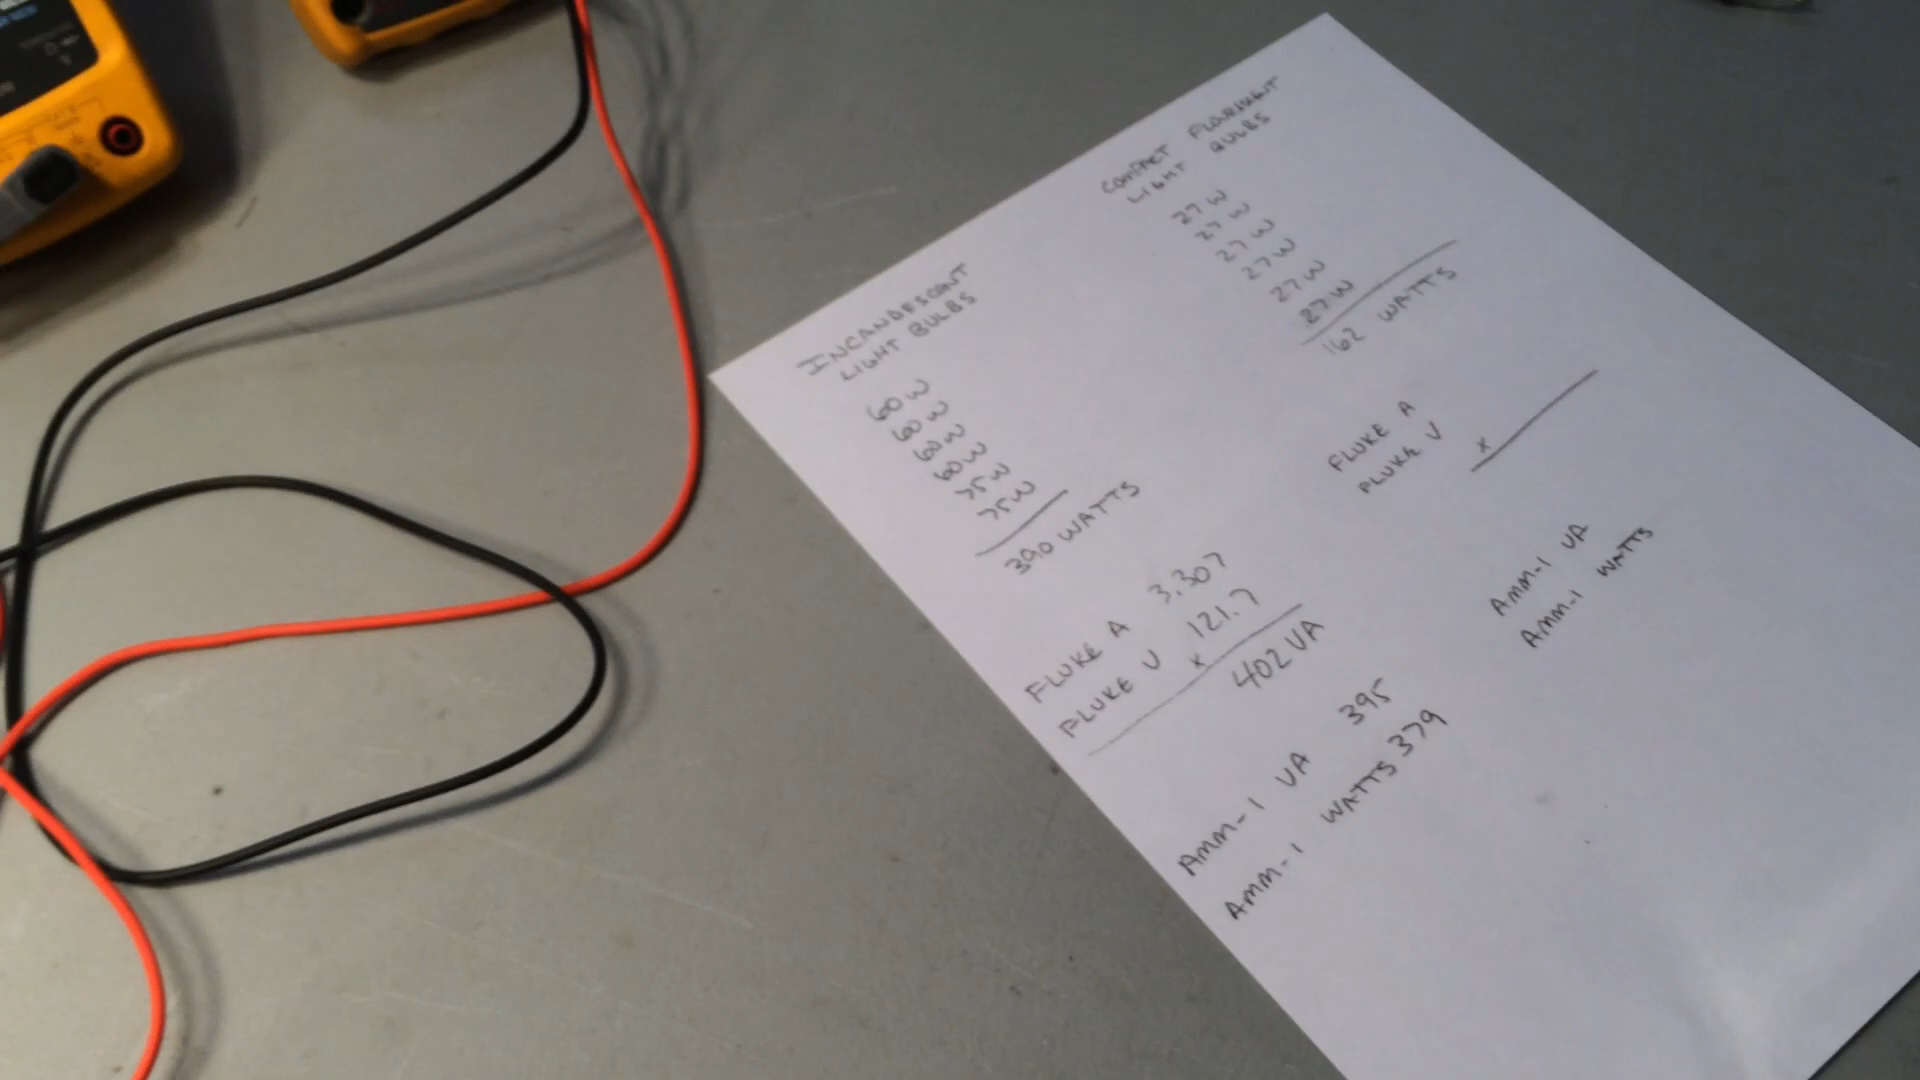 INCANDESCENT
LIGHT BULBS
60 W
60 W
60 W
60 W
75 W
75 W
390 WATTS
FLUKE A 3.307
FLUKE V x 121.7
402 VA
AMM-1 VA 395
AMM-1 WATTS 379
COMPACT FLOURESENT
LIGHT BULBS
27 W
27 W
27 W
27 W
27 W
27 W
162 WATTS
FLUKE A
FLUKE V x
AMM-1 VA
AMM-1 WATTS